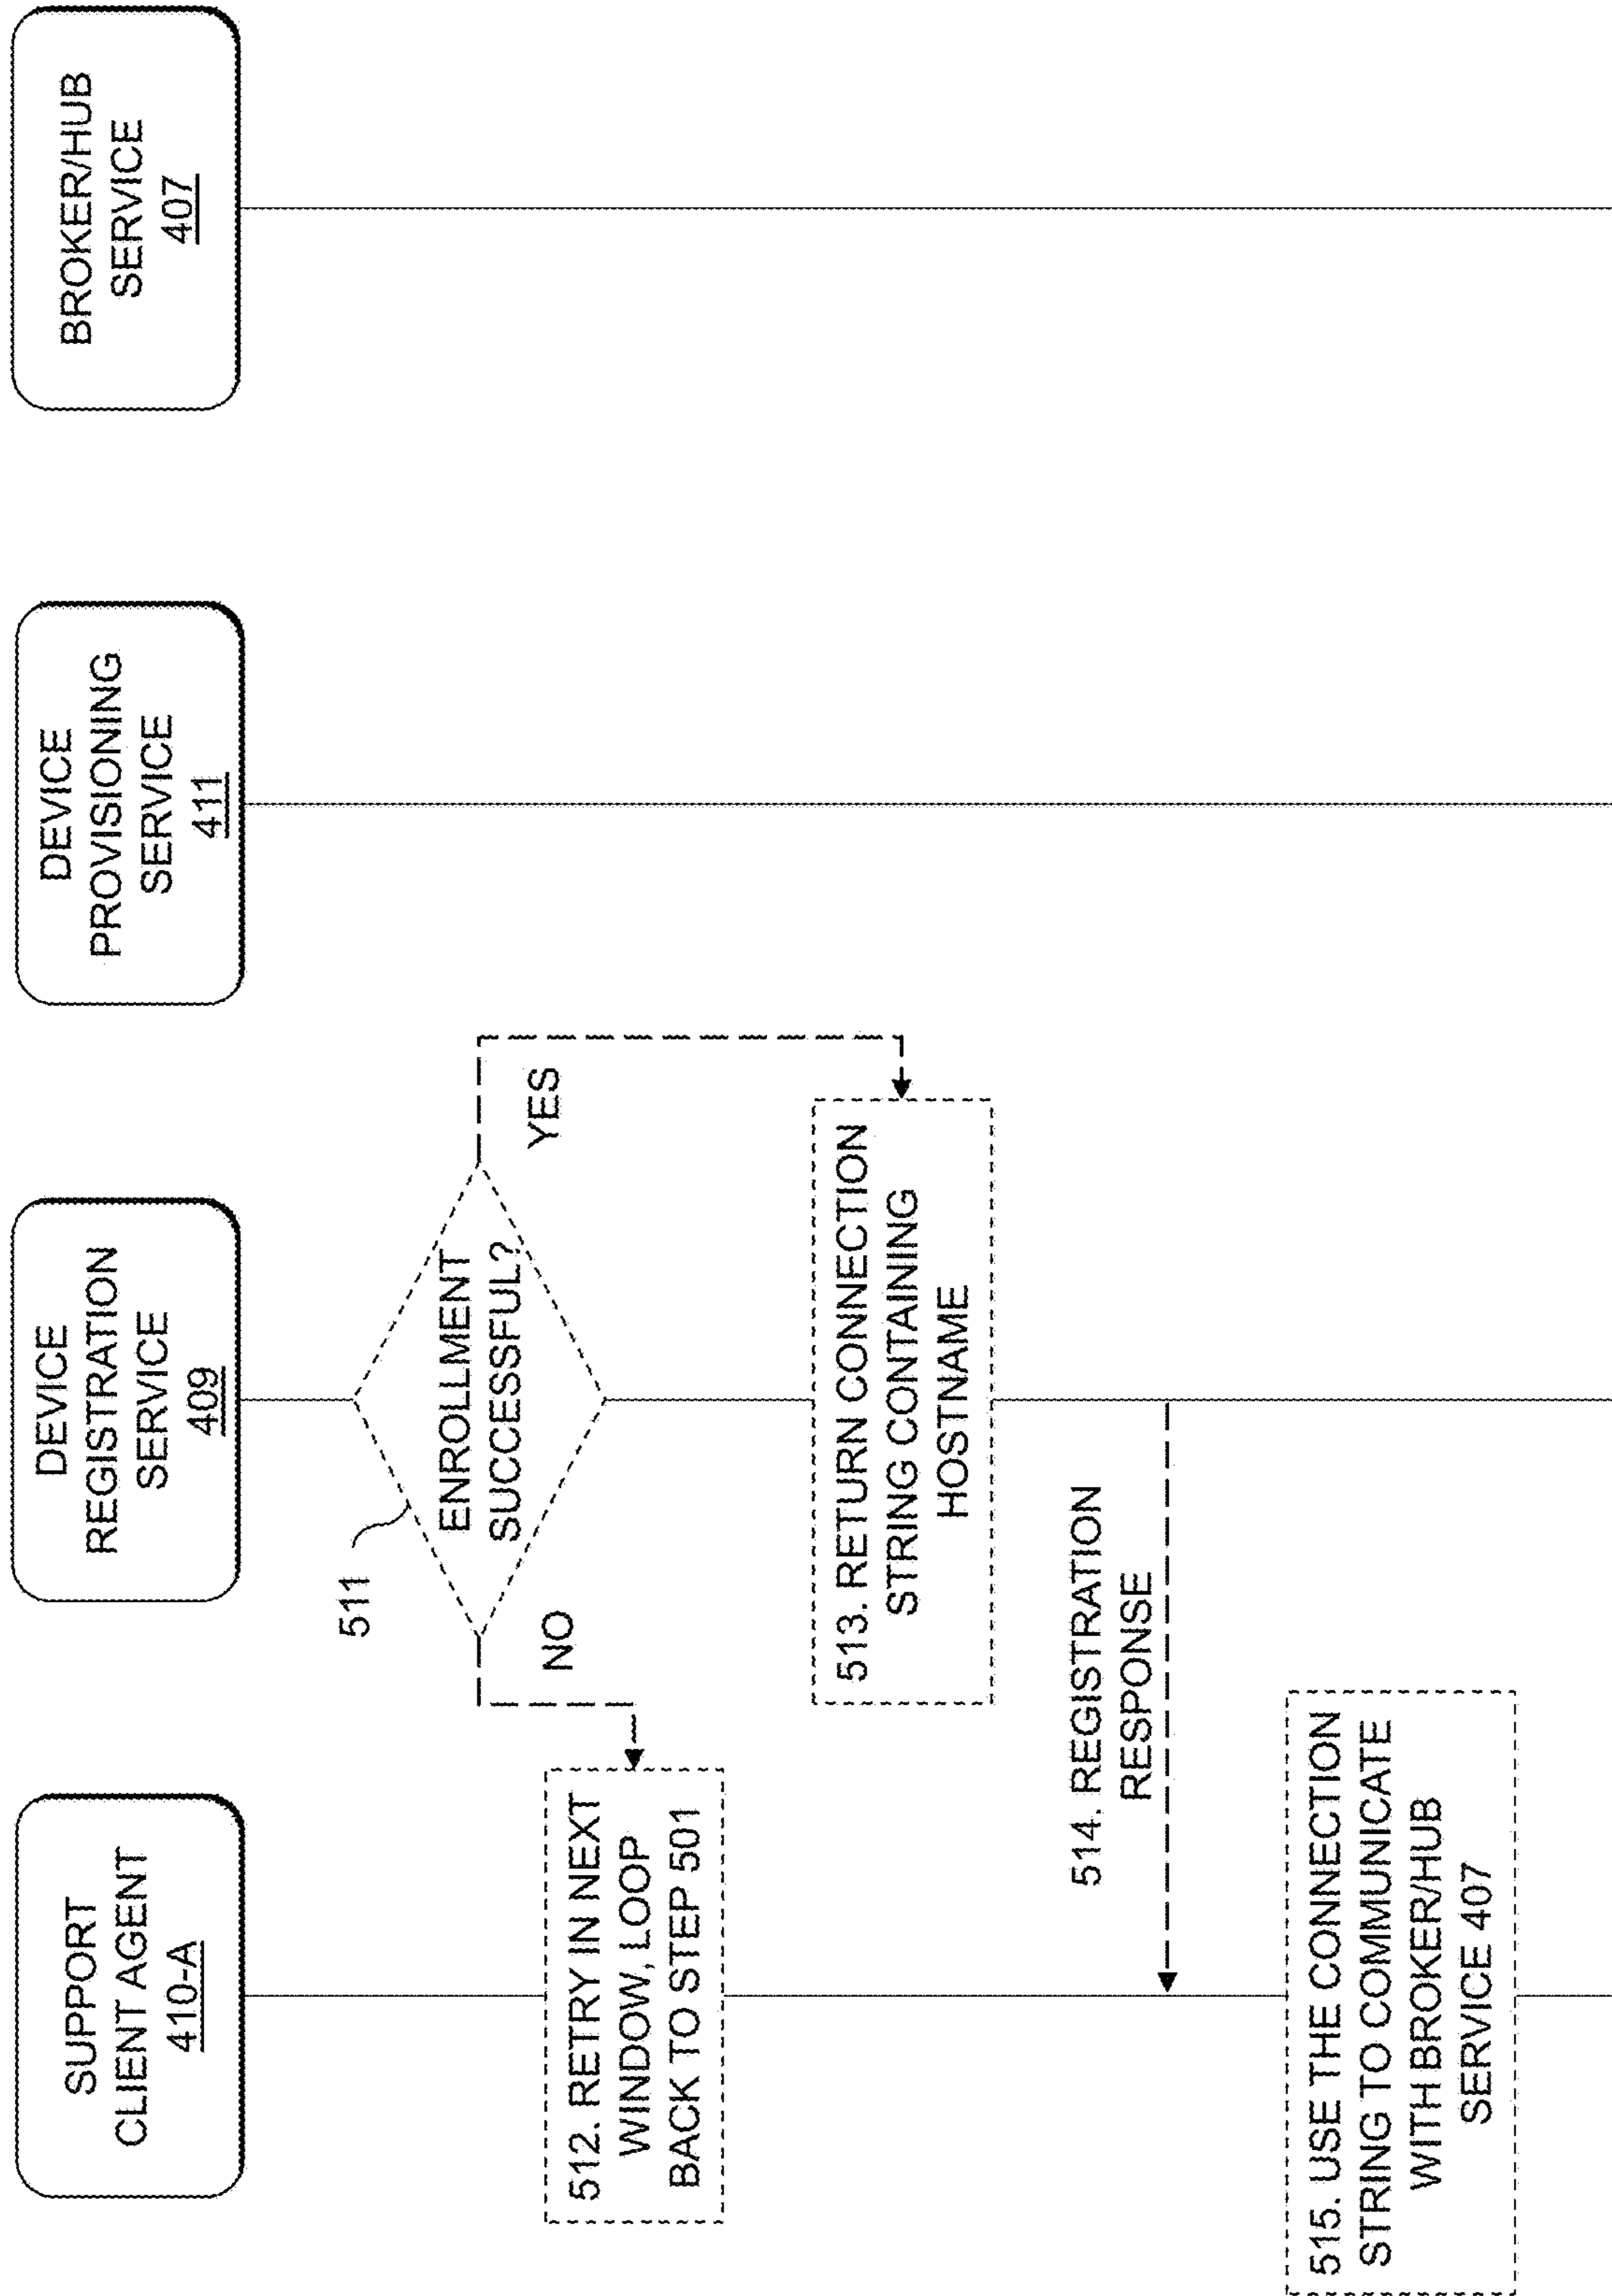 SUPPORT
CLIENT AGENT
410-A
DEVICE
REGISTRATION
SERVICE
409
DEVICE
PROVISIONING
SERVICE
411
BROKER/HUB
SERVICE
407
511
ENROLLMENT
SUCCESSFUL?
NO
YES
512. RETRY IN NEXT
WINDOW, LOOP
BACK TO STEP 501
513. RETURN CONNECTION
STRING CONTAINING
HOSTNAME
514. REGISTRATION
RESPONSE
515. USE THE CONNECTION
STRING TO COMMUNICATE
WITH BROKER/HUB
SERVICE 407